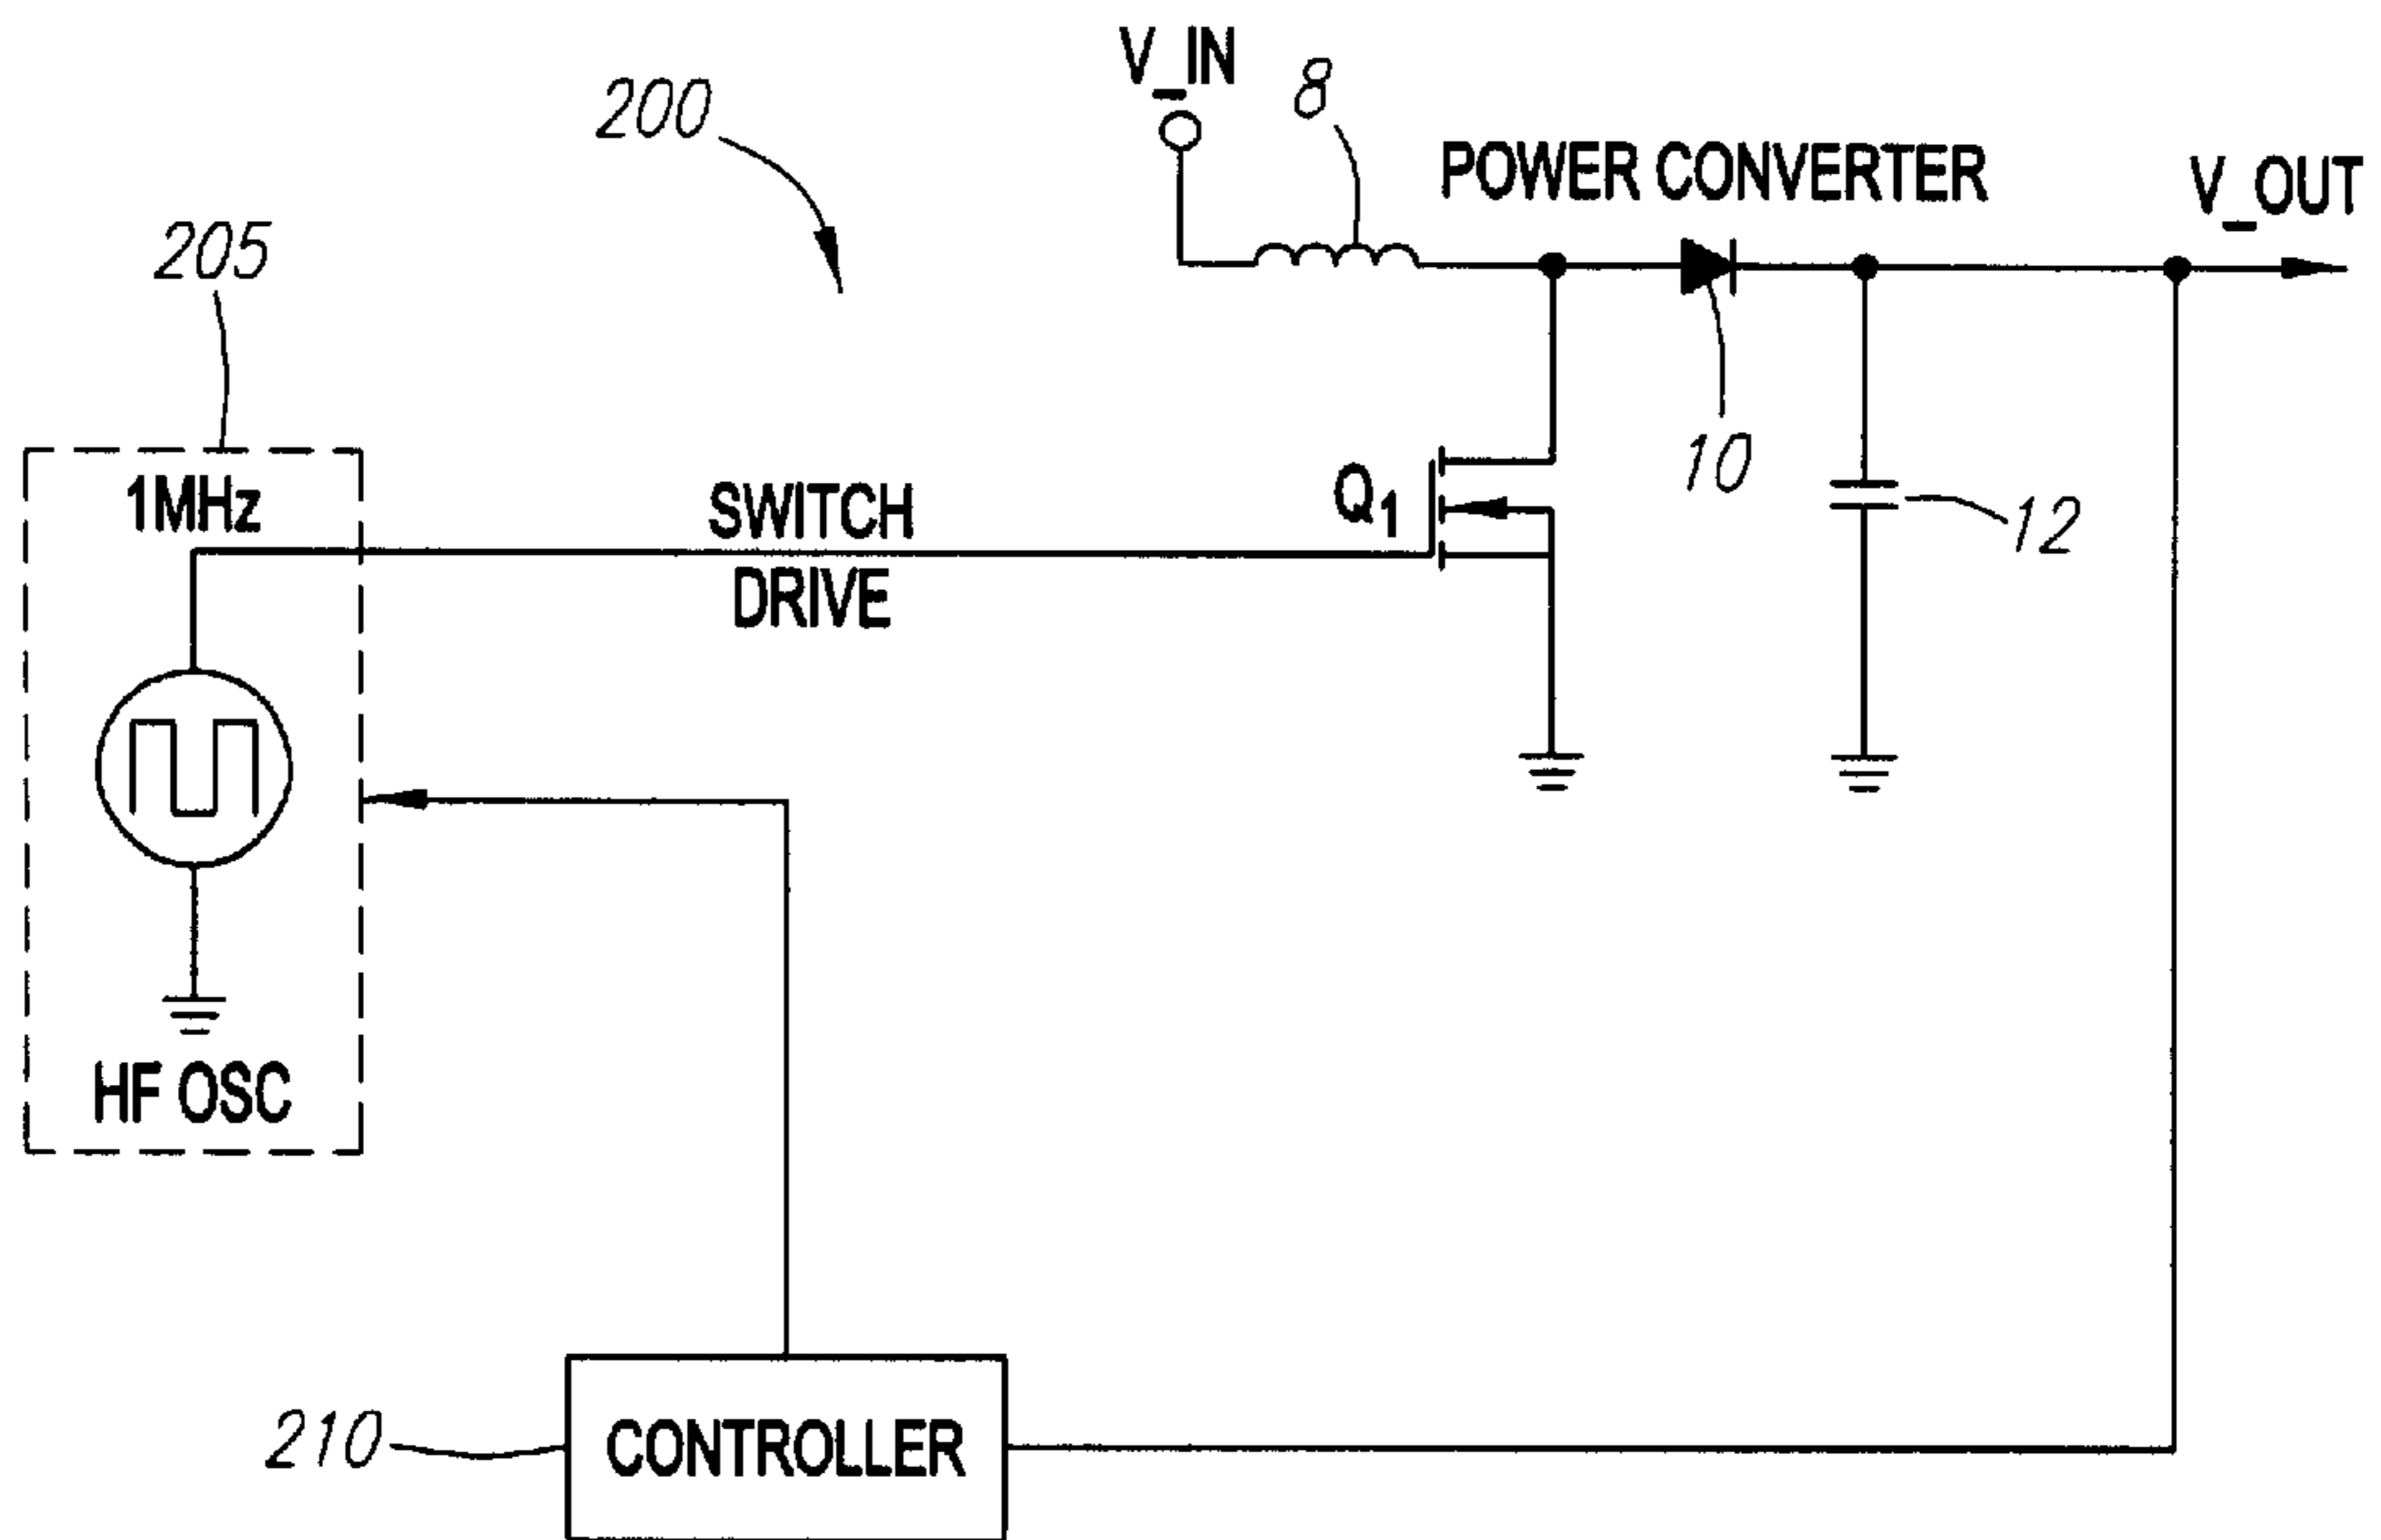 V_IN
8
200
POWER CONVERTER
V_OUT
205
10
1MHz
SWITCH
DRIVE
Q1
12
HF OSC
210
CONTROLLER